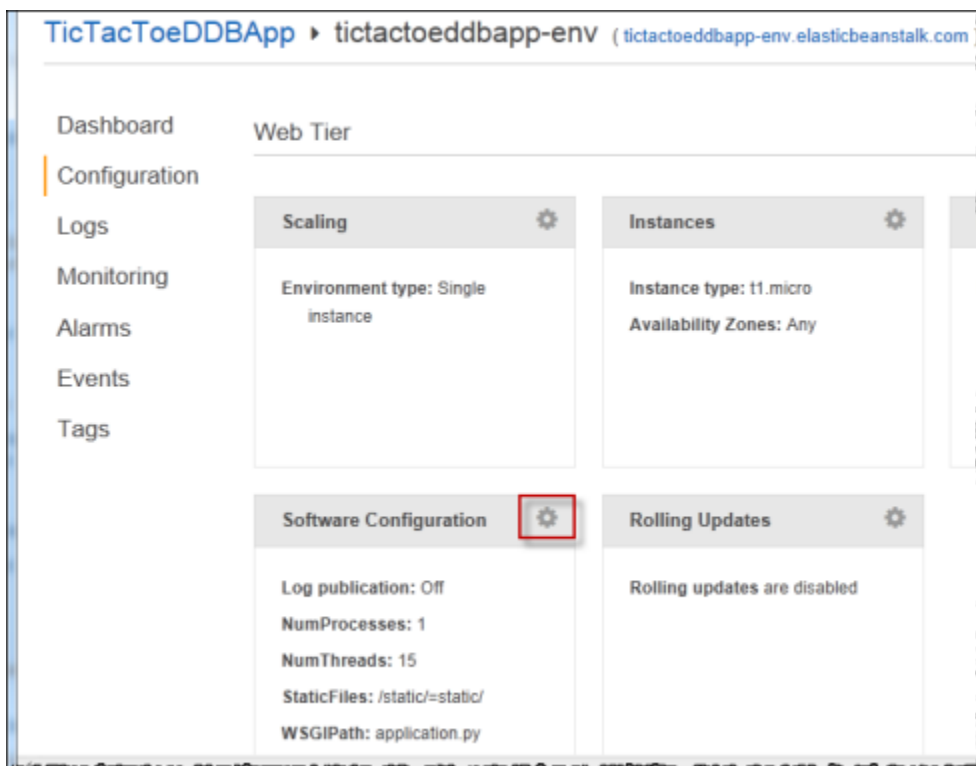 TicTacToeDDBApp ▸ tictactoeddbapp-env ( tictactoeddbapp-env.elasticbeanstalk.com )
Dashboard
Configuration
Logs
Monitoring
Alarms
Events
Tags
Web Tier
Scaling
Environment type: Single
instance
Instances
Instance type: t1.micro
Availability Zones: Any
Software Configuration
Log publication: Off
NumProcesses: 1
NumThreads: 15
StaticFiles: /static/=static/
WSGIPath: application.py
Rolling Updates
Rolling updates are disabled